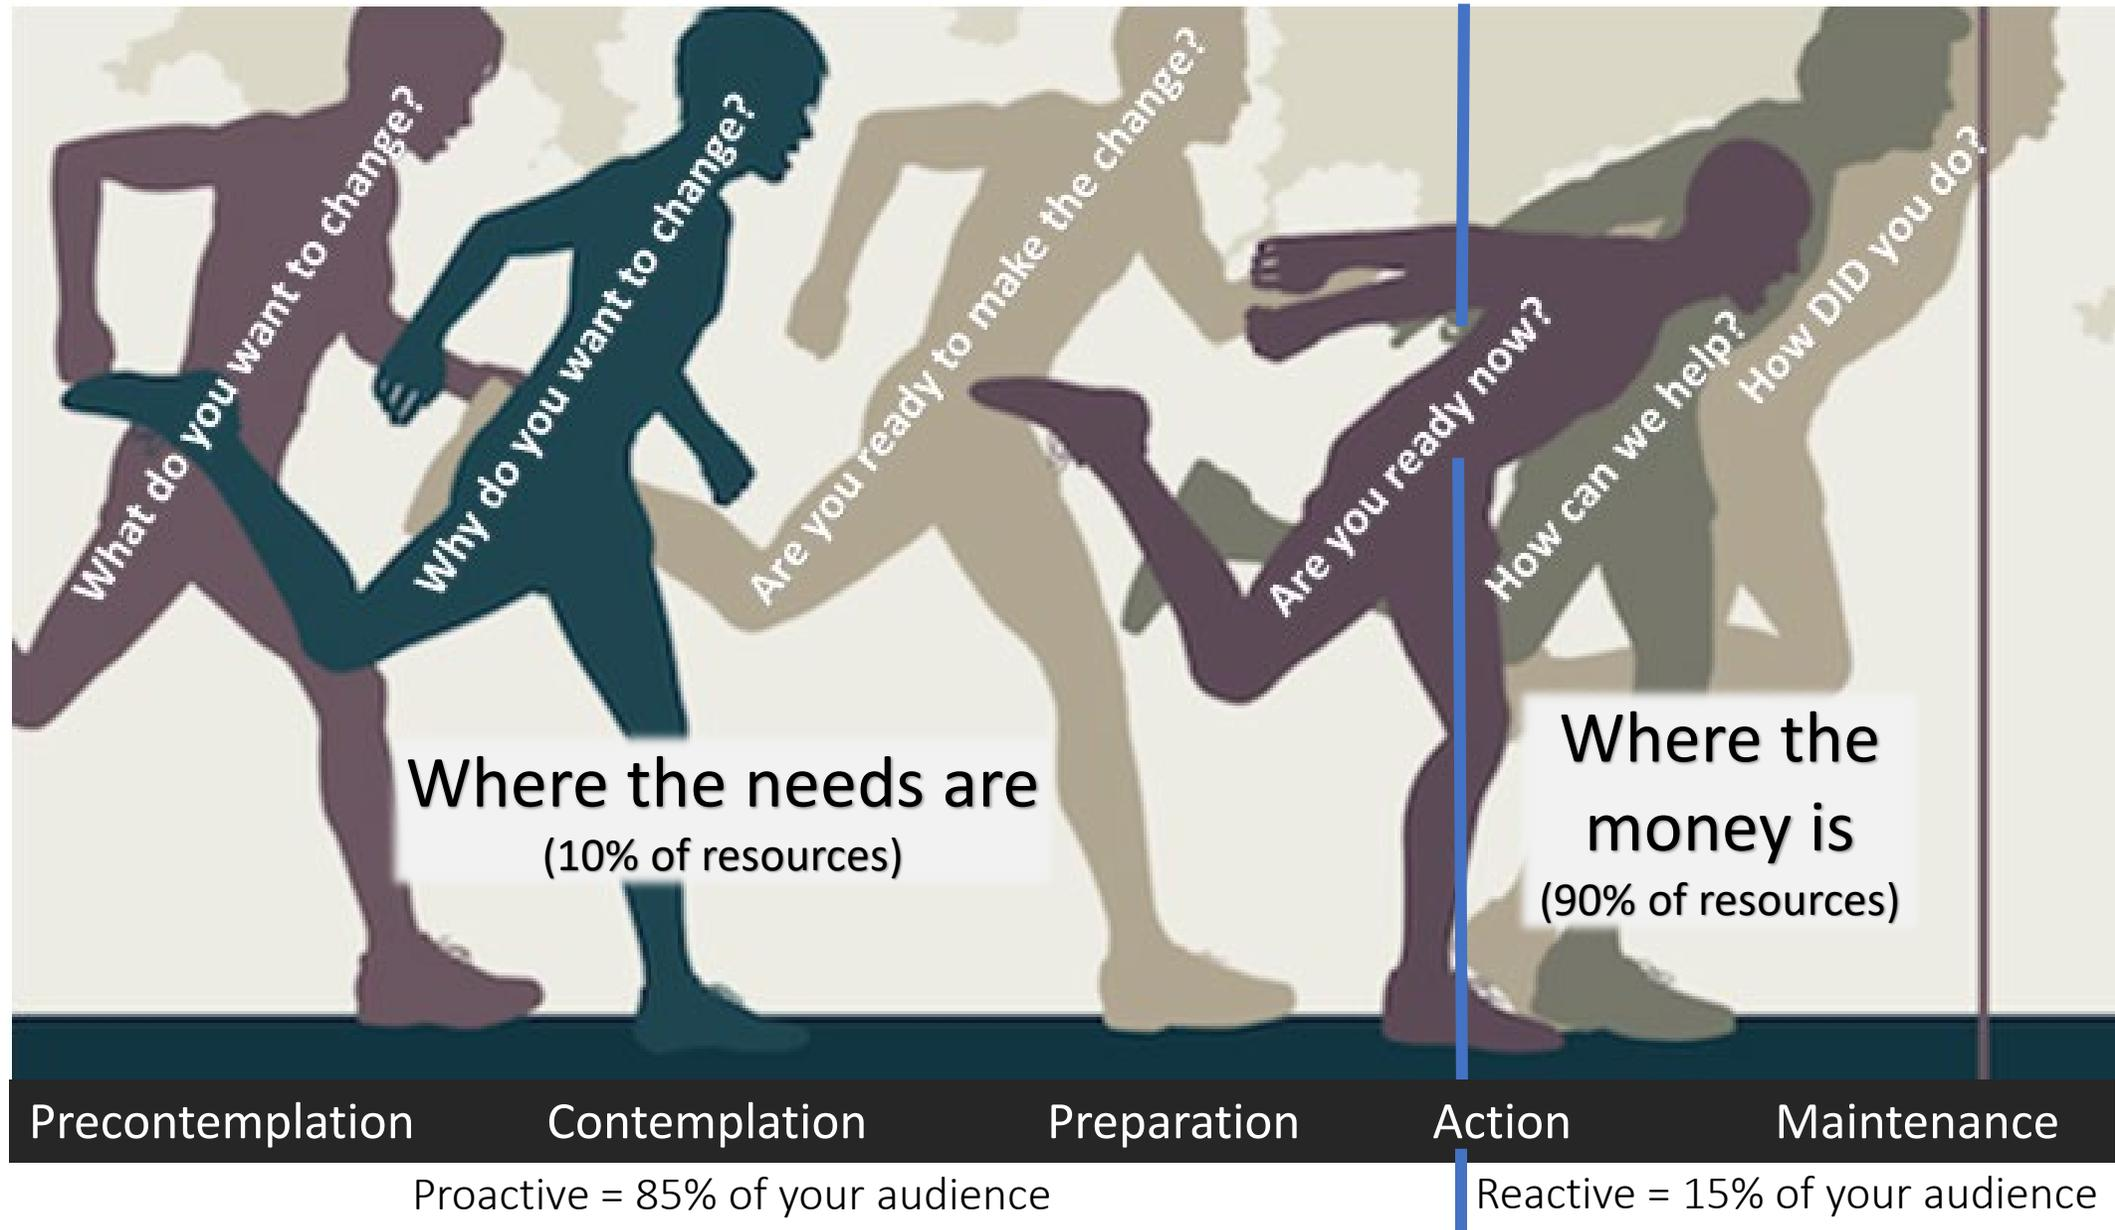 What do you want to change?
Why do you want to change?
Are you ready to make the change?
Are you ready now?
How can we help?
How DID you do?
Where the needs are
(10% of resources)
Where the
money is
(90% of resources)
Precontemplation
Contemplation
Preparation
Action
Maintenance
Proactive = 85% of your audience
Reactive = 15% of your audience